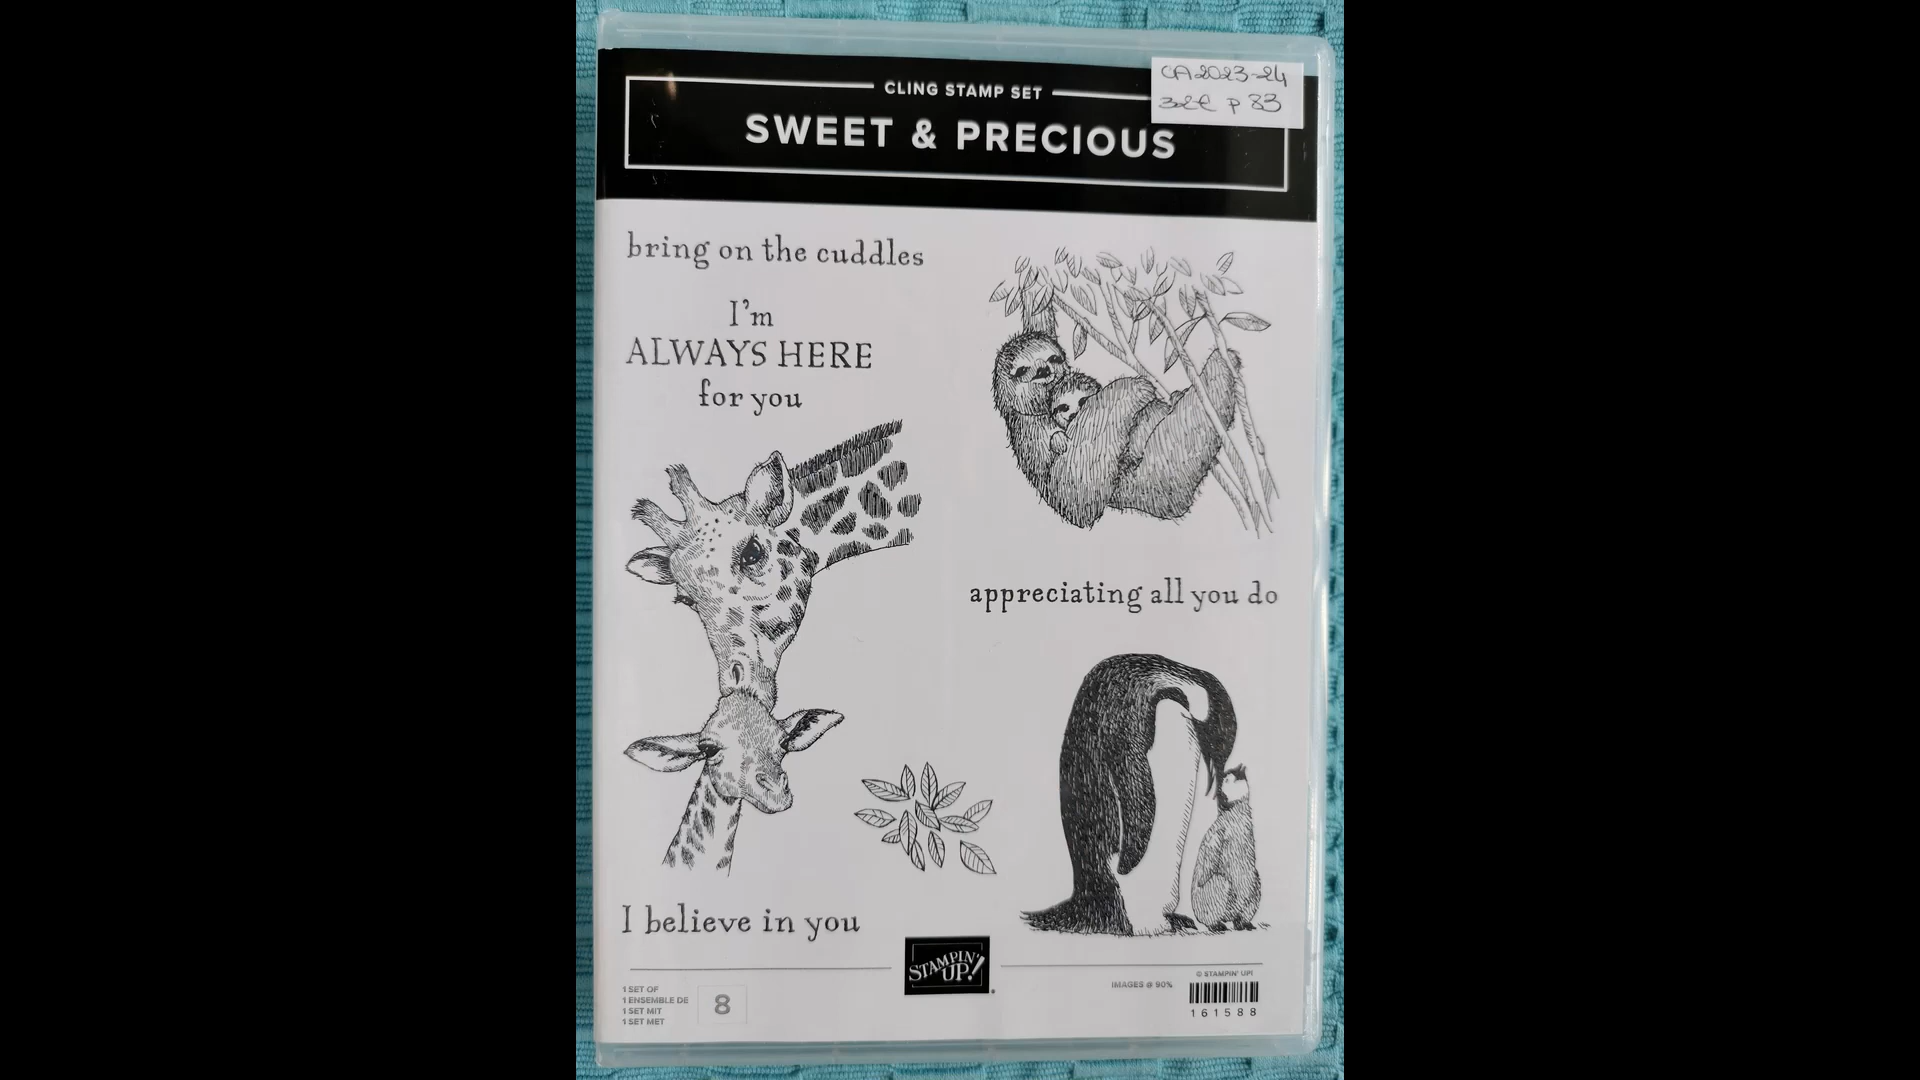 CLING STAMP SET
CA 2023-24
32€ p 83
SWEET & PRECIOUS
bring on the cuddles
I'm
ALWAYS HERE
for you
appreciating all you do
I believe in you
STAMPIN'
UP!
1 SET OF
1 ENSEMBLE DE
1 SET MIT
1 SET MET
8
IMAGES @ 90%
© STAMPIN' UP!
161588